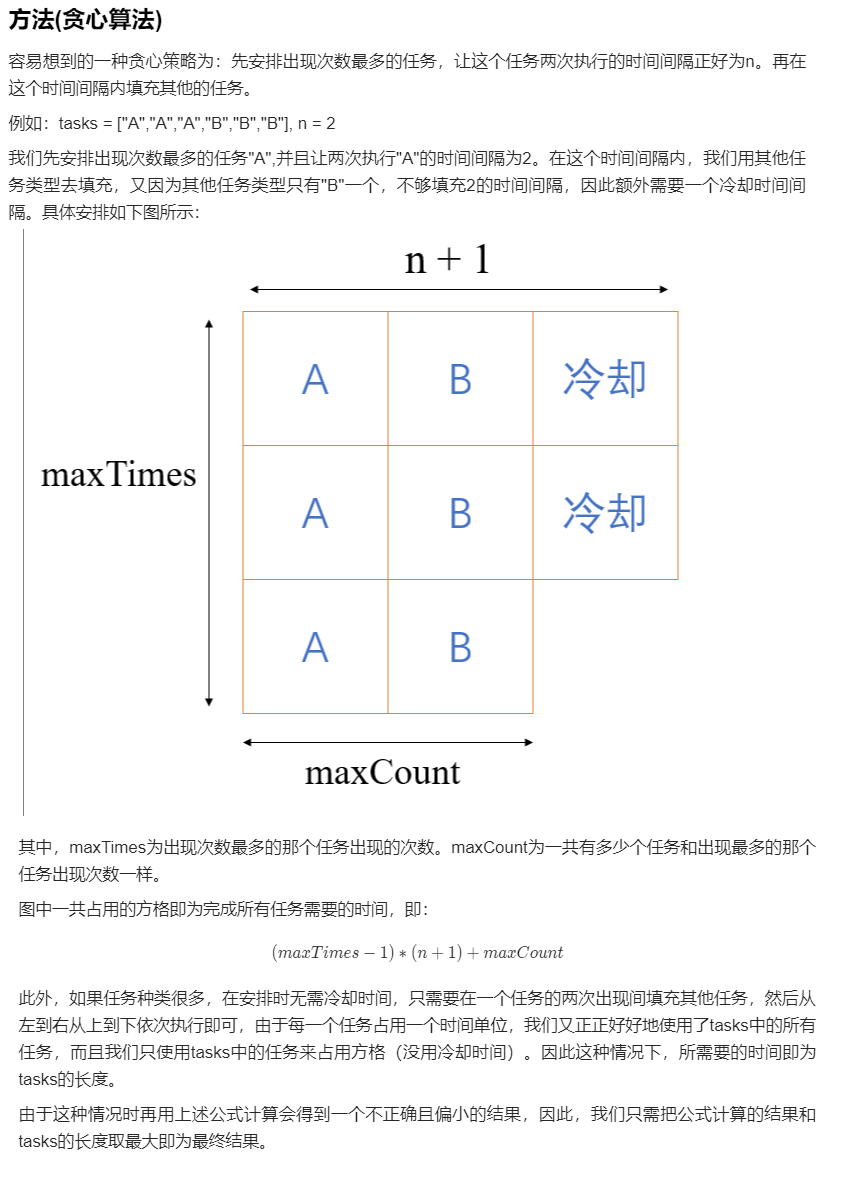 方法(贪心算法)
容易想到的一种贪心策略为：先安排出现次数最多的任务，让这个任务两次执行的时间间隔正好为n。再在
这个时间间隔内填充其他的任务。
例如：tasks = ["A","A","A","B","B","B"], n = 2
我们先安排出现次数最多的任务"A",并且让两次执行"A"的时间间隔为2。在这个时间间隔内，我们用其他任
务类型去填充，又因为其他任务类型只有"B"一个，不够填充2的时间间隔，因此额外需要一个冷却时间间
隔。具体安排如下图所示：
n + 1
A B 冷却
maxTimes
A B 冷却
A B
maxCount
其中，maxTimes为出现次数最多的那个任务出现的次数。maxCount为一共有多少个任务和出现最多的那个
任务出现次数一样。
图中一共占用的方格即为完成所有任务需要的时间，即：
(maxTimes − 1) ∗ (n + 1) + maxCount
此外，如果任务种类很多，在安排时无需冷却时间，只需要在一个任务的两次出现间填充其他任务，然后从
左到右从上到下依次执行即可，由于每一个任务占用一个时间单位，我们又正正好好地使用了tasks中的所有
任务，而且我们只使用tasks中的任务来占用方格（没用冷却时间）。因此这种情况下，所需要的时间即为
tasks的长度。
由于这种情况时再用上述公式计算会得到一个不正确且偏小的结果，因此，我们只需把公式计算的结果和
tasks的长度取最大即为最终结果。